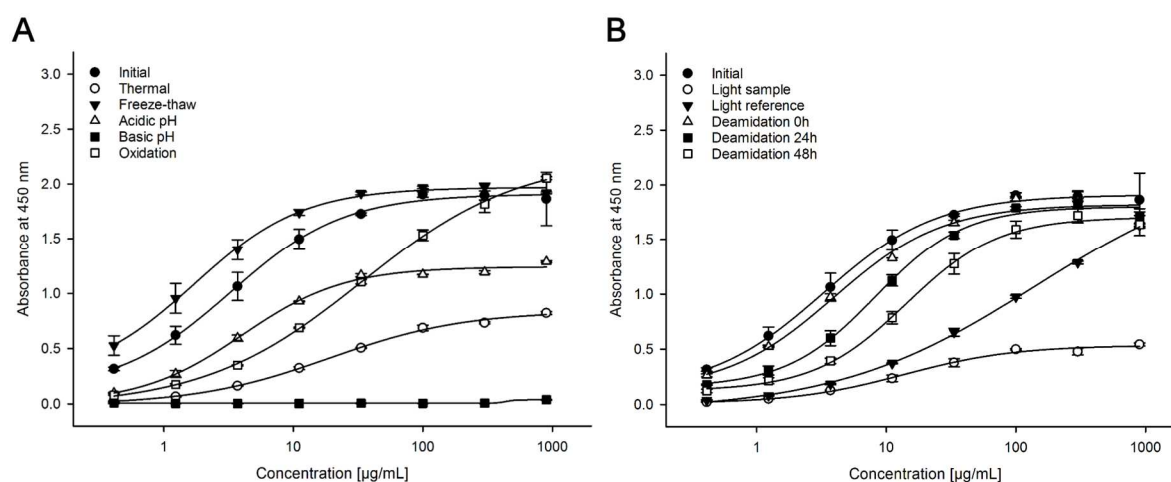 A
Initial
Thermal
Freeze-thaw
Acidic pH
Basic pH
Oxidation
Absorbance at 450 nm
3.0
2.5
2.0
1.5
1.0
0.5
0.0
1
10
100
1000
Concentration [µg/mL]
B
Initial
Light sample
Light reference
Deamidation 0h
Deamidation 24h
Deamidation 48h
Absorbance at 450 nm
3.0
2.5
2.0
1.5
1.0
0.5
0.0
1
10
100
1000
Concentration [µg/mL]